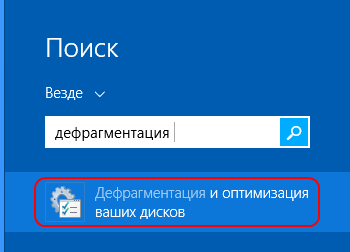 Поиск
Везде
дефрагментация
Дефрагментация и оптимизация
ваших дисков